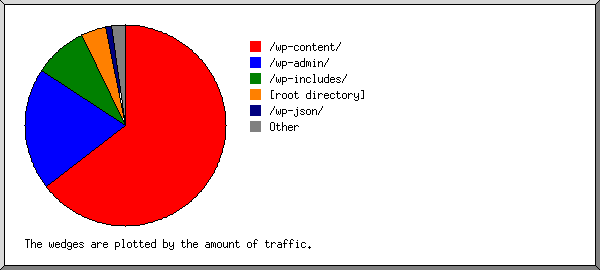 /wp-content/
/wp-admin/
/wp-includes/
[root directory]
/wp-json/
Other
The wedges are plotted by the amount of traffic.